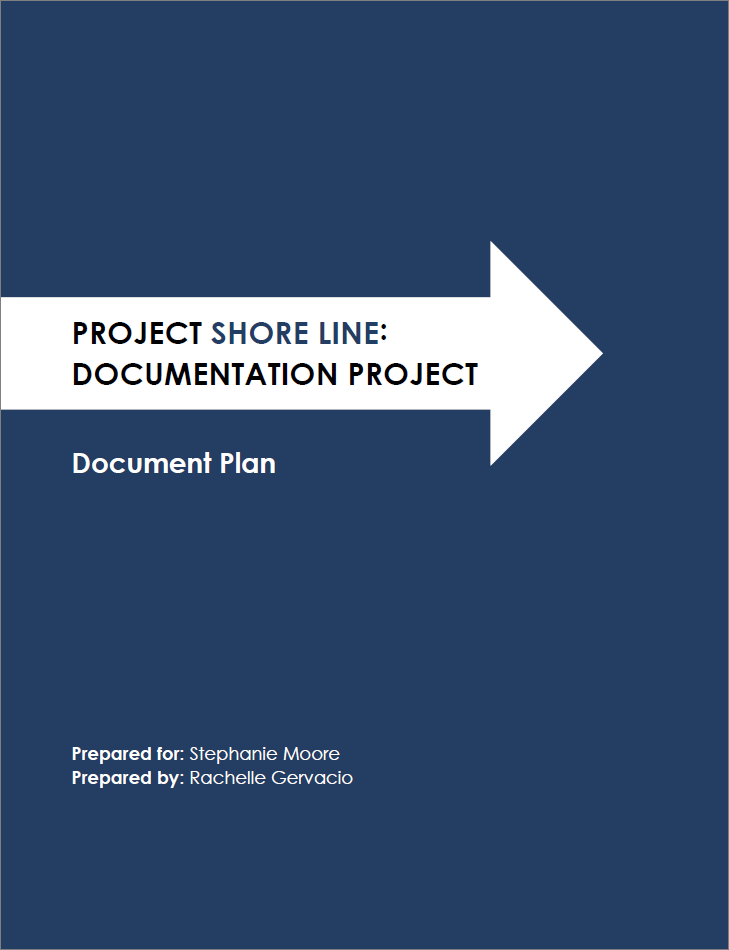 PROJECT SHORE LINE:
DOCUMENTATION PROJECT
Document Plan
Prepared for: Stephanie Moore
Prepared by: Rachelle Gervacio